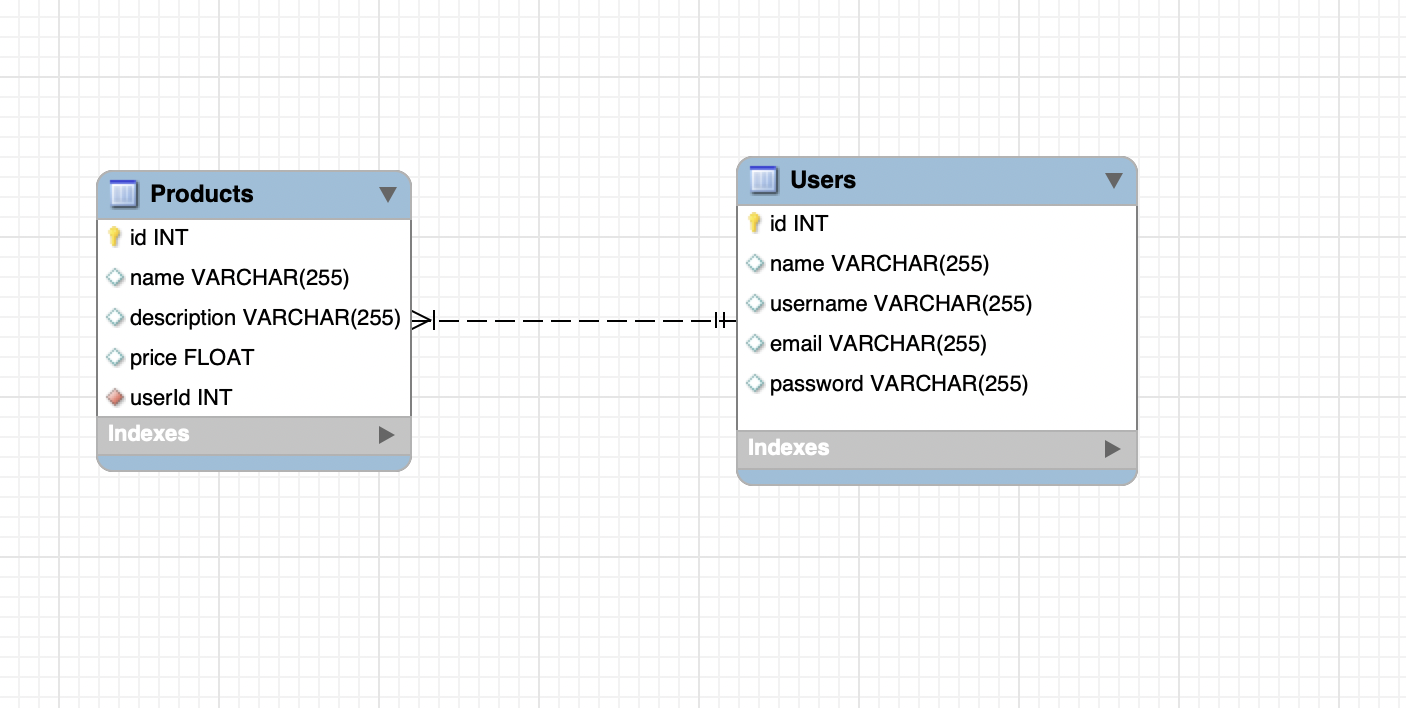 Products
id INT
name VARCHAR(255)
description VARCHAR(255)
price FLOAT
userId INT
Indexes
Users
id INT
name VARCHAR(255)
username VARCHAR(255)
email VARCHAR(255)
password VARCHAR(255)
Indexes